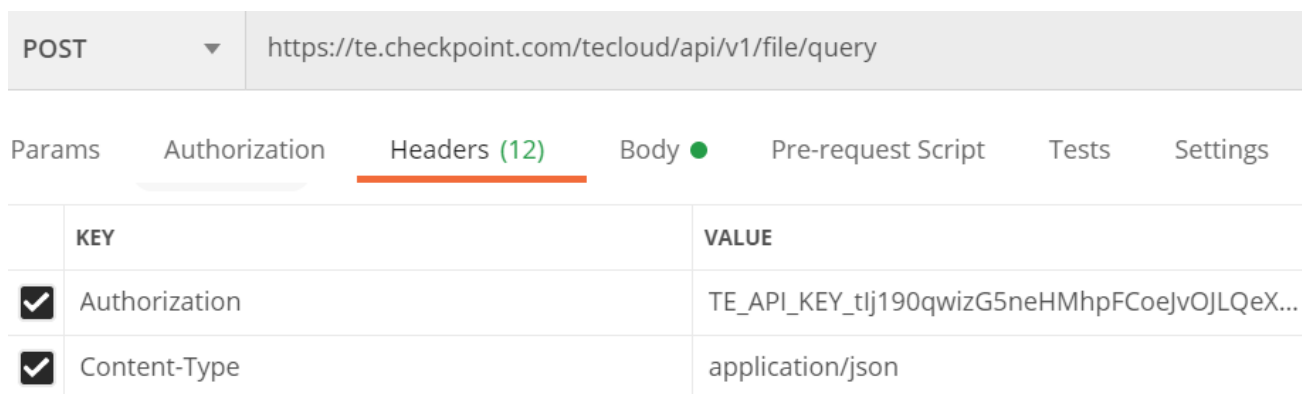 POST https://te.checkpoint.com/tecloud/api/v1/file/query
Params Authorization Headers (12) Body Pre-request Script Tests Settings
KEY VALUE
Authorization TE_API_KEY_tIj190qwizG5neHMhpFCoeJvOJLQeX...
Content-Type application/json